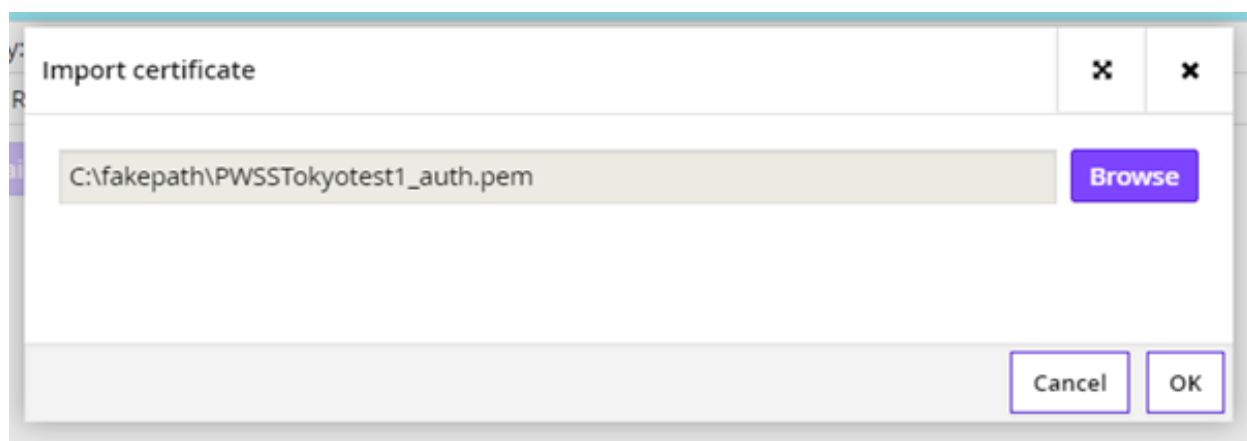 y:
Import certificate
R
C:\fakepath\PWSSTokyotest1_auth.pem
Browse
Cancel
OK